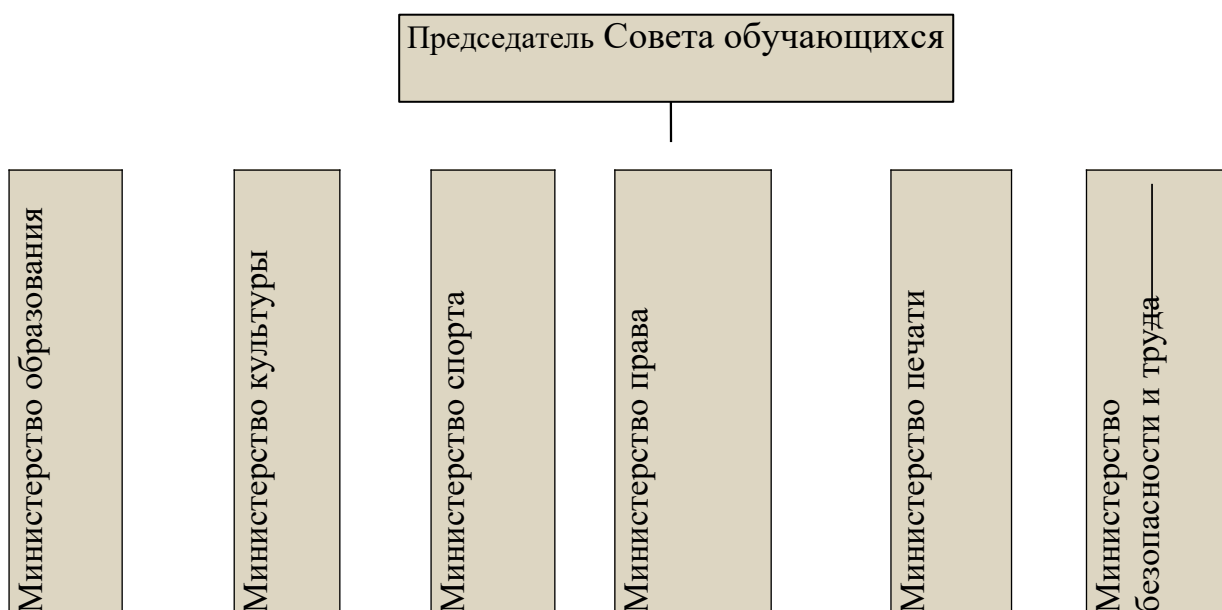 Председатель Совета обучающихся
Министерство образования
Министерство культуры
Министерство спорта
Министерство права
Министерство печати
Министерство
безопасности и труда